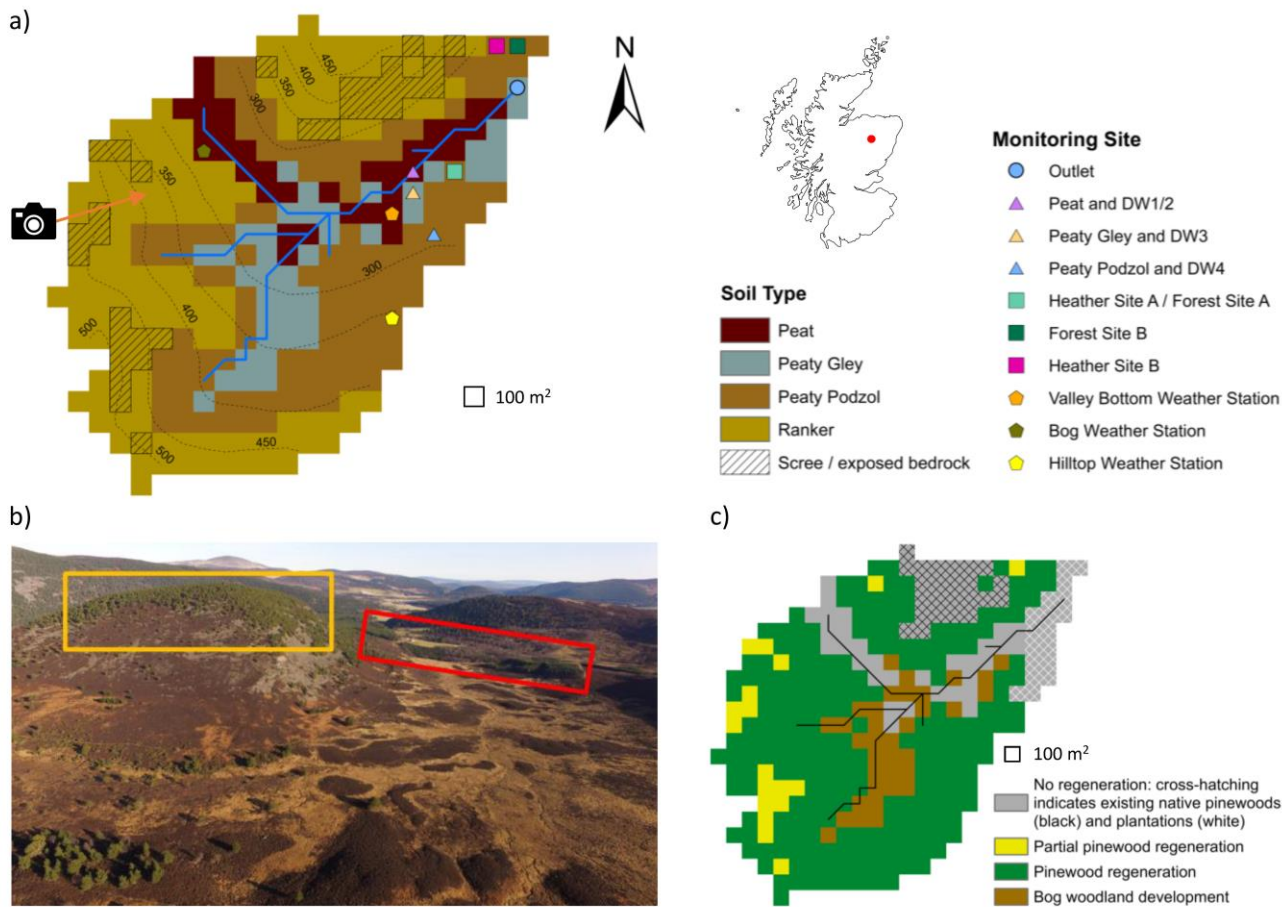 a)
450
400
350
300
N
350
300
400
500
450
500
100 m²
Soil Type
Peat
Peaty Gley
Peaty Podzol
Ranker
Scree / exposed bedrock
Monitoring Site
Outlet
Peat and DW1/2
Peaty Gley and DW3
Peaty Podzol and DW4
Heather Site A / Forest Site A
Forest Site B
Heather Site B
Valley Bottom Weather Station
Bog Weather Station
Hilltop Weather Station
b)
c)
100 m²
No regeneration: cross-hatching
indicates existing native pinewoods
(black) and plantations (white)
Partial pinewood regeneration
Pinewood regeneration
Bog woodland development